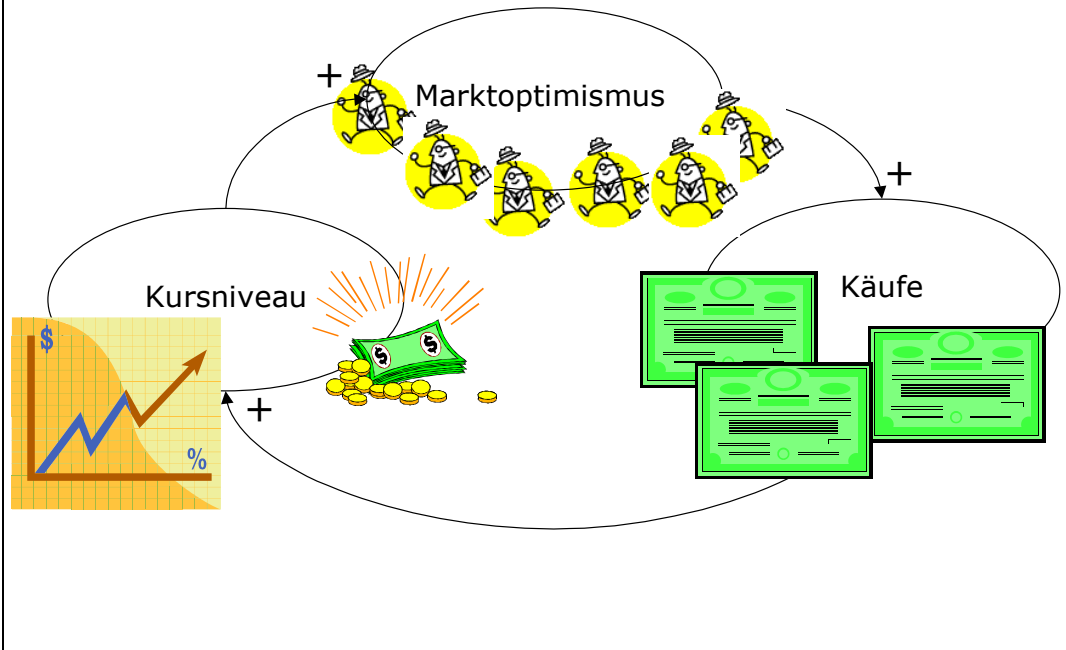 +
Marktoptimismus
+
Käufe
Kursniveau
$
$
$
+
%